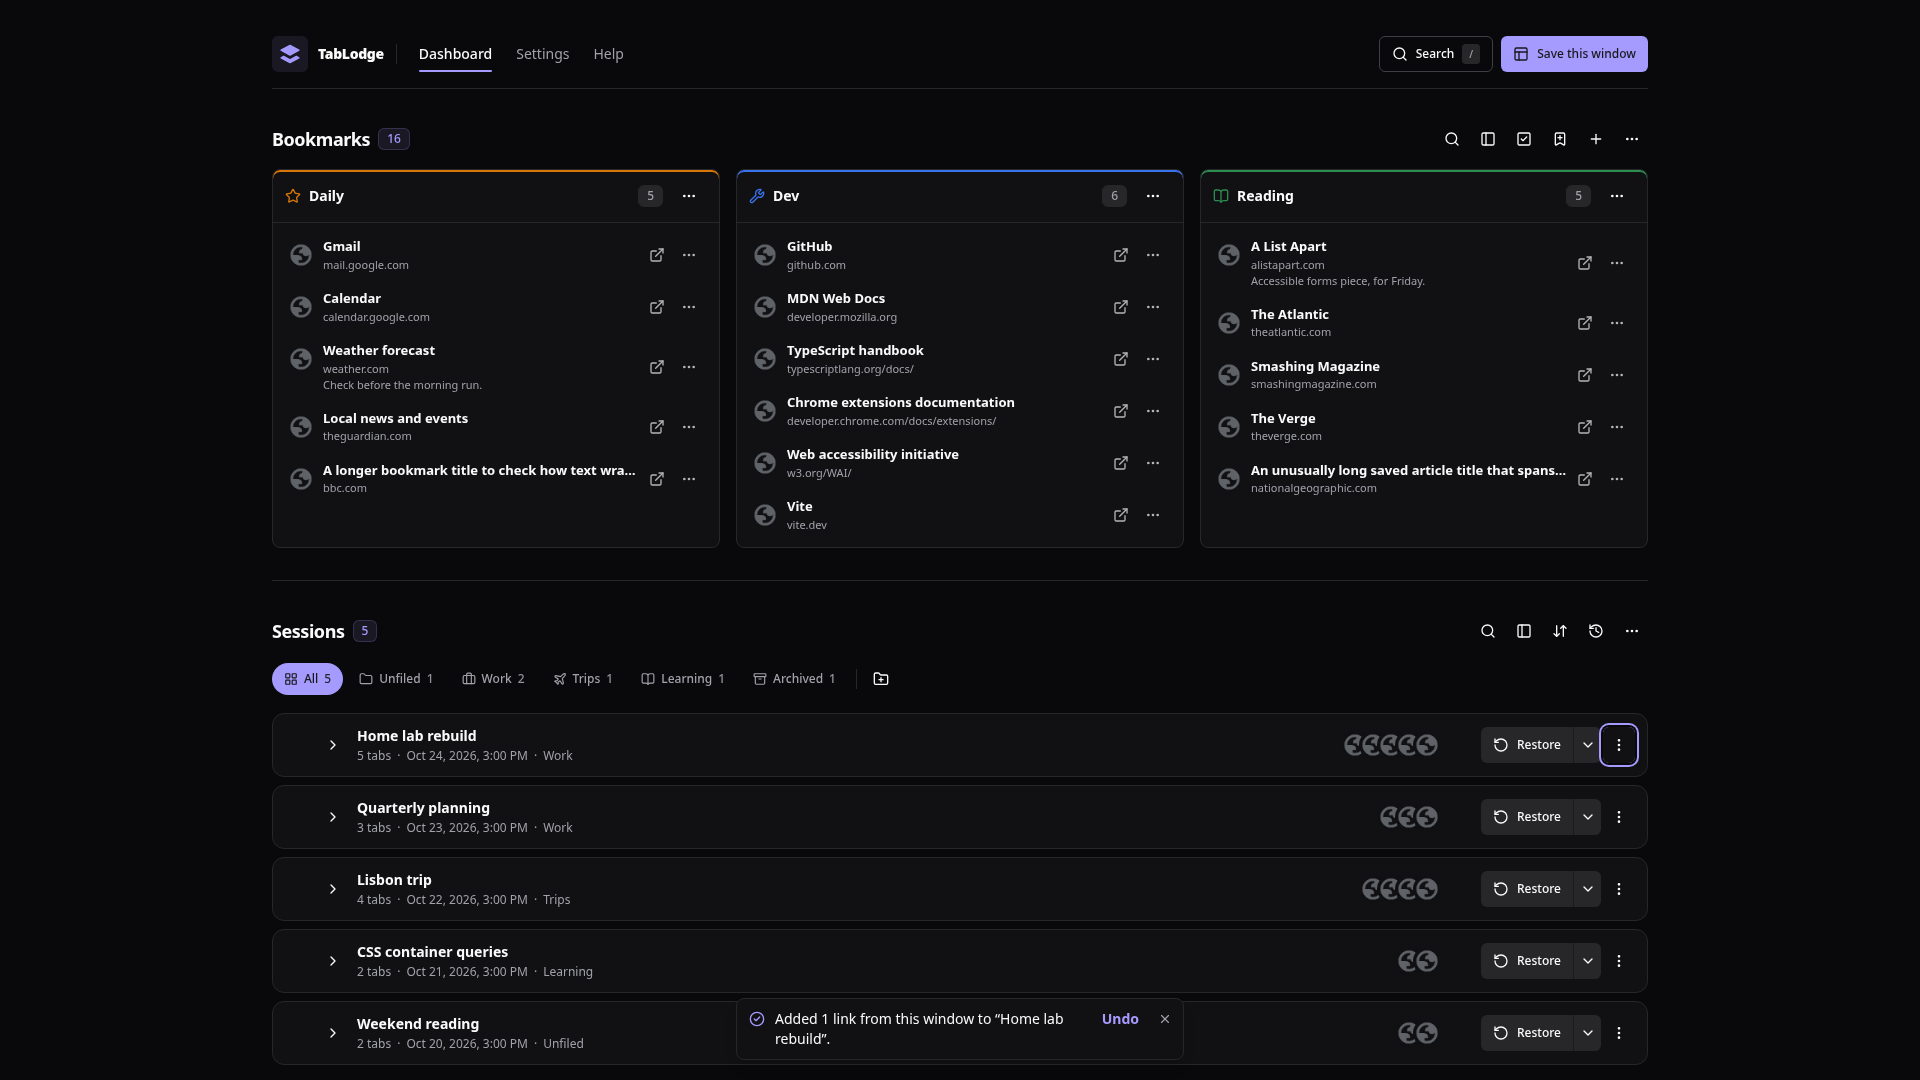 TabLodge
Dashboard
Settings
Help
Search /
Save this window
Bookmarks 16
Daily 5
Gmail
mail.google.com
Calendar
calendar.google.com
Weather forecast
weather.com
Check before the morning run.
Local news and events
theguardian.com
A longer bookmark title to check how text wra...
bbc.com
Dev 6
GitHub
github.com
MDN Web Docs
developer.mozilla.org
TypeScript handbook
typescriptlang.org/docs/
Chrome extensions documentation
developer.chrome.com/docs/extensions/
Web accessibility initiative
w3.org/WAI/
Vite
vite.dev
Reading 5
A List Apart
alistapart.com
Accessible forms piece, for Friday.
The Atlantic
theatlantic.com
Smashing Magazine
smashingmagazine.com
The Verge
theverge.com
An unusually long saved article title that spans...
nationalgeographic.com
Sessions 5
All 5
Unfiled 1
Work 2
Trips 1
Learning 1
Archived 1
Home lab rebuild
5 tabs · Oct 24, 2026, 3:00 PM · Work
Restore
Quarterly planning
3 tabs · Oct 23, 2026, 3:00 PM · Work
Restore
Lisbon trip
4 tabs · Oct 22, 2026, 3:00 PM · Trips
Restore
CSS container queries
2 tabs · Oct 21, 2026, 3:00 PM · Learning
Restore
Weekend reading
2 tabs · Oct 20, 2026, 3:00 PM · Unfiled
Restore
Added 1 link from this window to “Home lab
rebuild”.
Undo